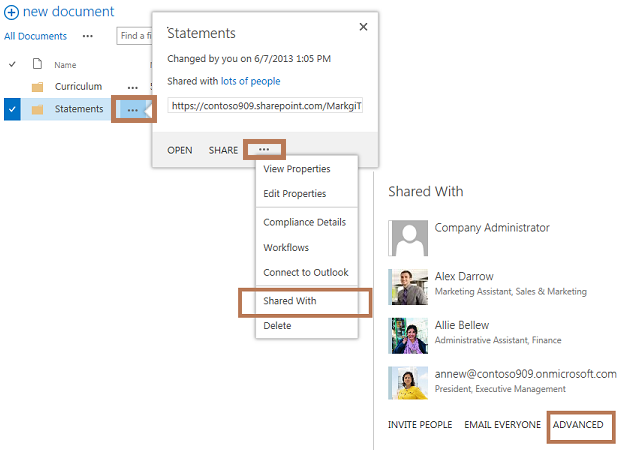 new document
All Documents ...
Find a fi
Name
Curriculum ...
Statements ...
Statements
Changed by you on 6/7/2013 1:05 PM
Shared with lots of people
https://contoso909.sharepoint.com/MarkgiT
OPEN SHARE ...
View Properties
Edit Properties
Compliance Details
Workflows
Connect to Outlook
Shared With
Delete
Shared With
Company Administrator
Alex Darrow
Marketing Assistant, Sales & Marketing
Allie Bellew
Administrative Assistant, Finance
annew@contoso909.onmicrosoft.com
President, Executive Management
INVITE PEOPLE EMAIL EVERYONE ADVANCED